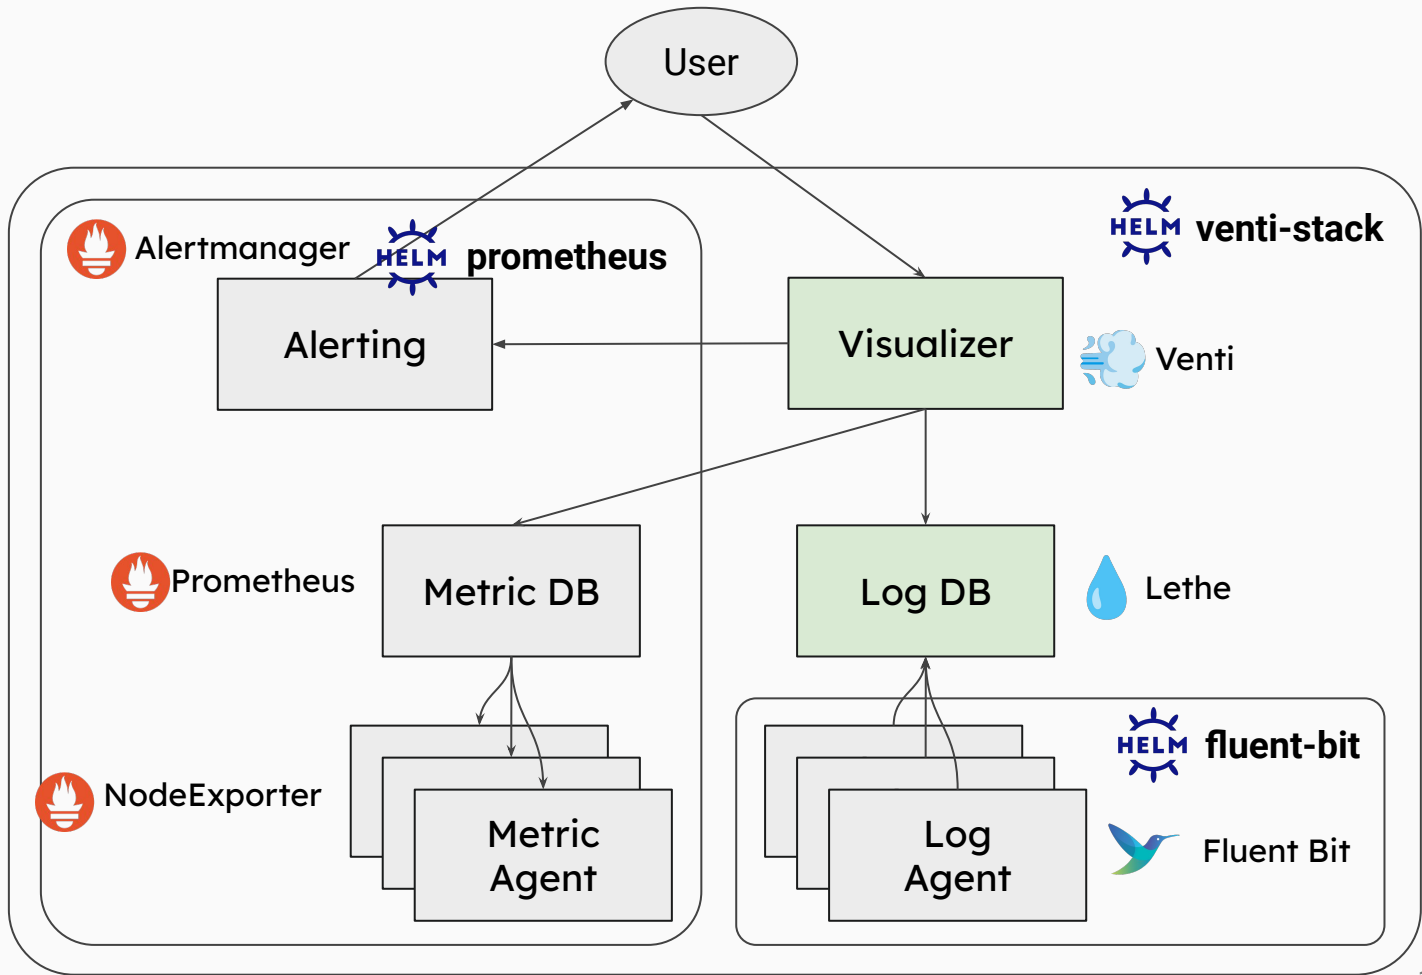 User
HELM venti-stack
Alertmanager
HELM prometheus
Alerting
Visualizer
Venti
Prometheus
Metric DB
Log DB
Lethe
HELM fluent-bit
NodeExporter
Metric
Agent
Log
Agent
Fluent Bit